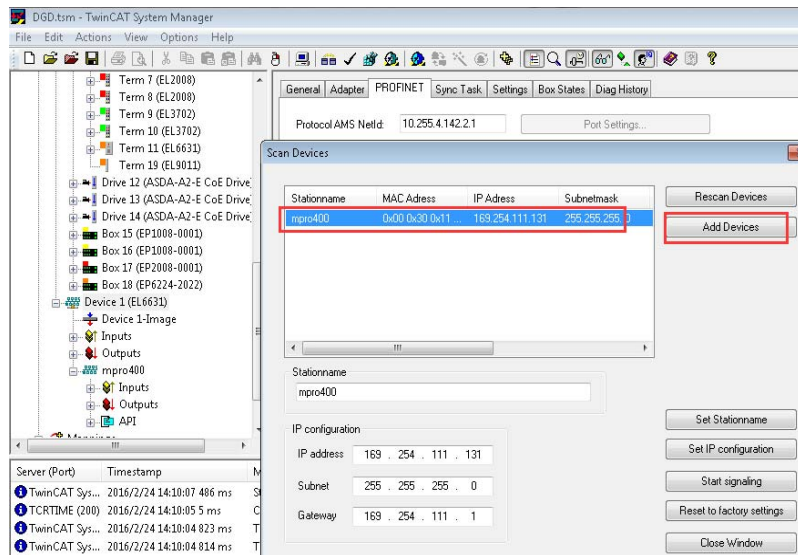 DGD.tsm - TwinCAT System Manager
File Edit Actions View Options Help
Term 7 (EL2008)
Term 8 (EL2008)
Term 9 (EL3702)
Term 10 (EL3702)
Term 11 (EL6631)
Term 19 (EL9011)
Drive 12 (ASDA-A2-E CoE Drive
Drive 13 (ASDA-A2-E CoE Drive
Drive 14 (ASDA-A2-E CoE Drive
Box 15 (EP1008-0001)
Box 16 (EP1008-0001)
Box 17 (EP2008-0001)
Box 18 (EP6224-2022)
Device 1 (EL6631)
Device 1-Image
Inputs
Outputs
mpro400
Inputs
Outputs
API
General Adapter PROFINET Sync Task Settings Box States Diag History
Protocol AMS NetId: 10.255.4.142.2.1 Port Settings...
Scan Devices
Stationname MAC Adress IP Adress Subnetmask
mpro400 0x00 0x30 0x11 ... 169.254.111.131 255.255.255.0
Rescan Devices
Add Devices
Stationname
mpro400
IP configuration
IP address 169 . 254 . 111 . 131
Subnet 255 . 255 . 255 . 0
Gateway 169 . 254 . 111 . 1
Set Stationname
Set IP configuration
Start signaling
Reset to factory settings
Close Window
Server (Port) Timestamp M
TwinCAT Sys... 2016/2/24 14:10:07 486 ms
TCRTIME (200) 2016/2/24 14:10:05 5 ms
TwinCAT Sys... 2016/2/24 14:10:04 823 ms T
TwinCAT Sys... 2016/2/24 14:10:04 814 ms T